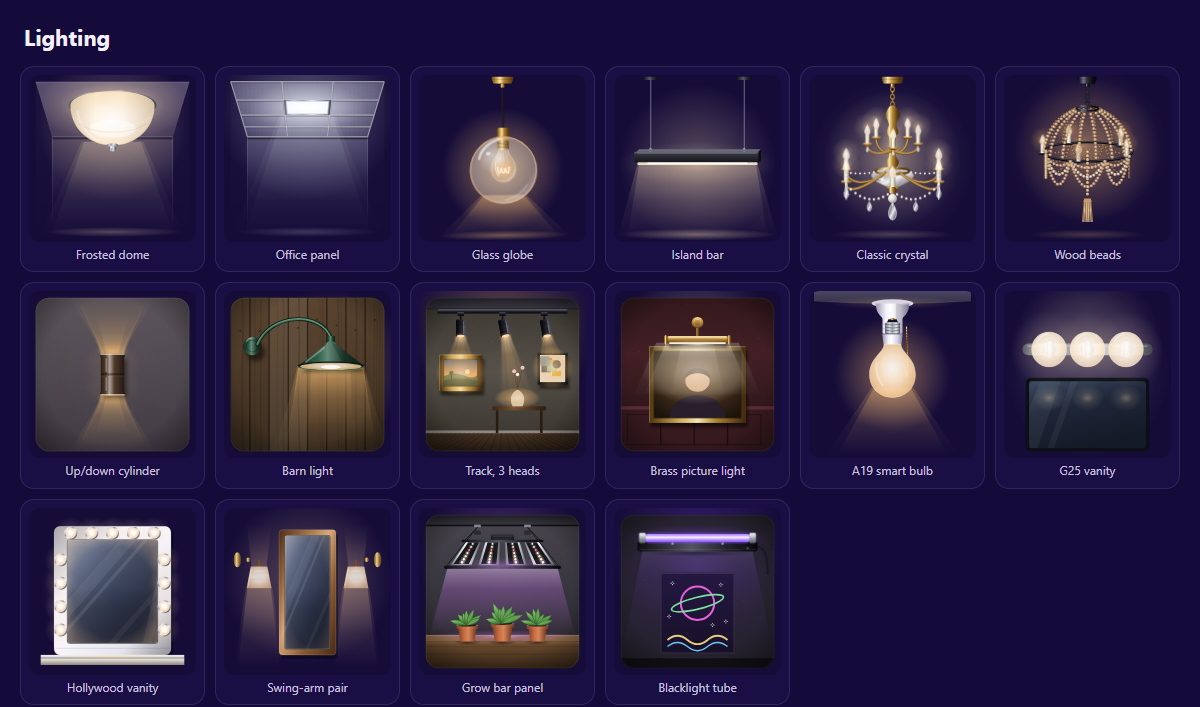 Lighting
Frosted dome
Office panel
Glass globe
Island bar
Classic crystal
Wood beads
Up/down cylinder
Barn light
Track, 3 heads
Brass picture light
A19 smart bulb
G25 vanity
Hollywood vanity
Swing-arm pair
Grow bar panel
Blacklight tube